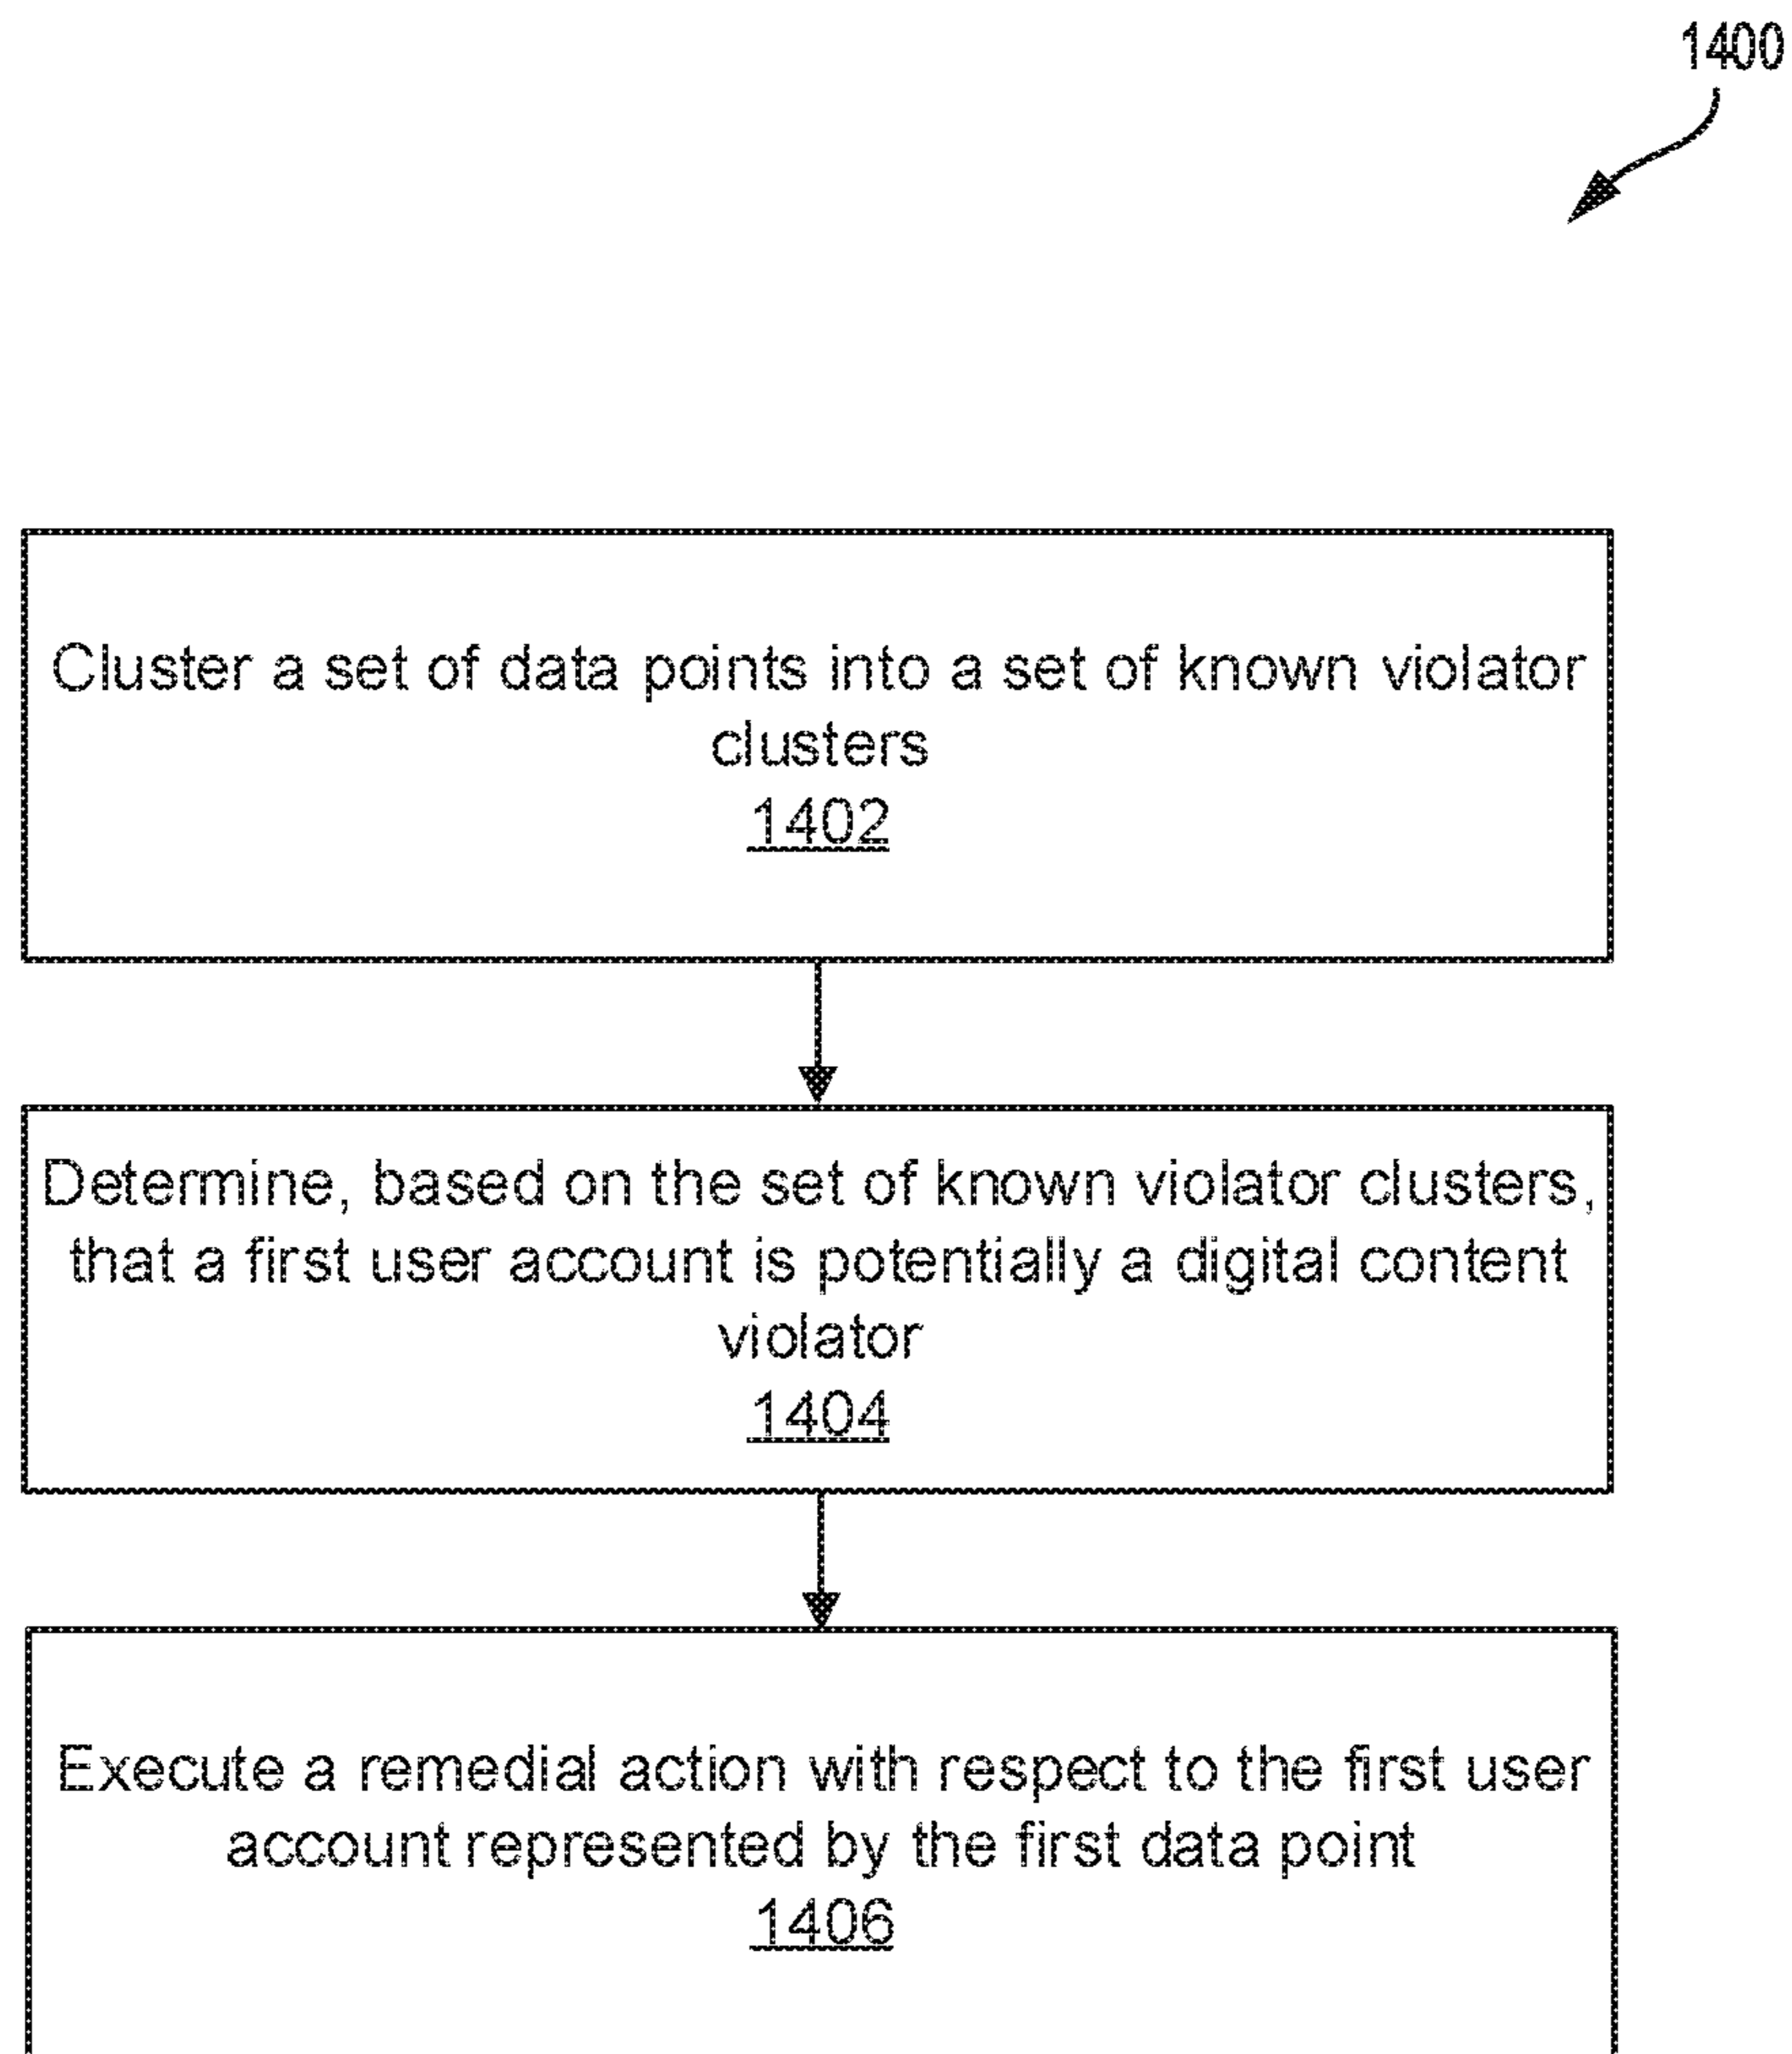 1400
Cluster a set of data points into a set of known violator
clusters
1402
Determine, based on the set of known violator clusters,
that a first user account is potentially a digital content
violator
1404
Execute a remedial action with respect to the first user
account represented by the first data point
1406